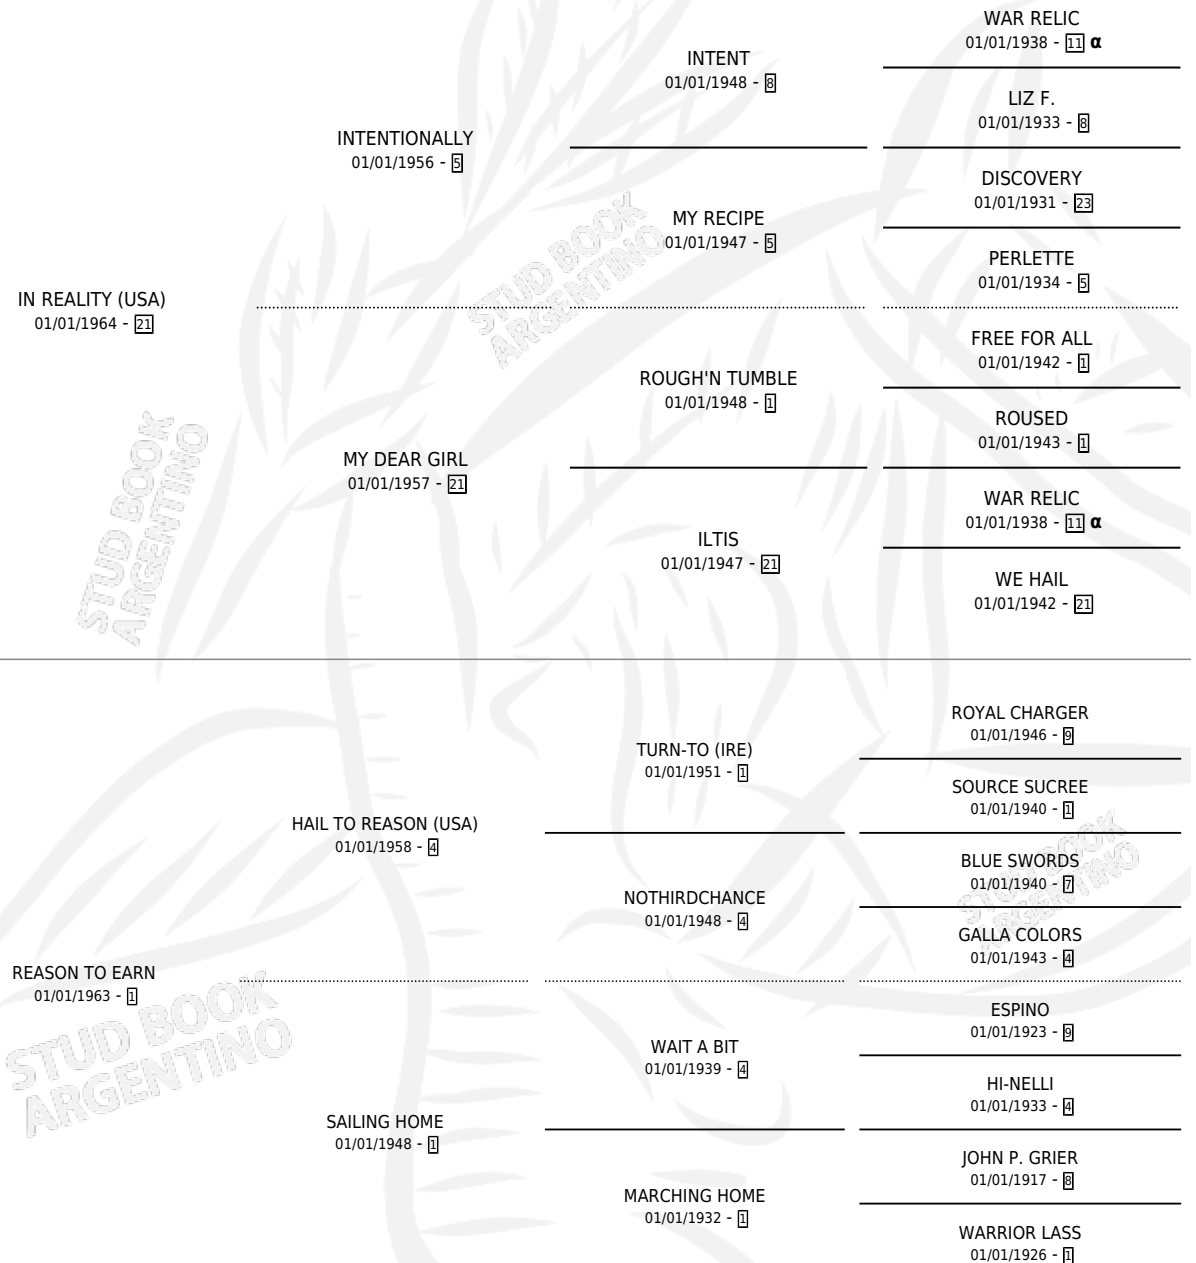 WAR RELIC
01/01/1938 - 11 α
INTENT
01/01/1948 - 8
LIZ F.
01/01/1933 - 8
INTENTIONALLY
01/01/1956 - 5
DISCOVERY
01/01/1931 - 23
MY RECIPE
01/01/1947 - 5
PERLETTE
01/01/1934 - 5
IN REALITY (USA)
01/01/1964 - 21
FREE FOR ALL
01/01/1942 - 1
ROUGH'N TUMBLE
01/01/1948 - 1
ROUSED
01/01/1943 - 1
MY DEAR GIRL
01/01/1957 - 21
WAR RELIC
01/01/1938 - 11 α
ILTIS
01/01/1947 - 21
WE HAIL
01/01/1942 - 21
STUD BOOK
ARGENTINO
STUD BOOK
ARGENTINO
ROYAL CHARGER
01/01/1946 - 9
TURN-TO (IRE)
01/01/1951 - 1
SOURCE SUCREE
01/01/1940 - 1
HAIL TO REASON (USA)
01/01/1958 - 4
BLUE SWORDS
01/01/1940 - 7
NOTHIRDCHANCE
01/01/1948 - 4
GALLA COLORS
01/01/1943 - 4
REASON TO EARN
01/01/1963 - 1
ESPINO
01/01/1923 - 9
WAIT A BIT
01/01/1939 - 4
HI-NELLI
01/01/1933 - 4
SAILING HOME
01/01/1948 - 1
JOHN P. GRIER
01/01/1917 - 8
MARCHING HOME
01/01/1932 - 1
WARRIOR LASS
01/01/1926 - 1
STUD BOOK
ARGENTINO
STUD BOOK
ARGENTINO